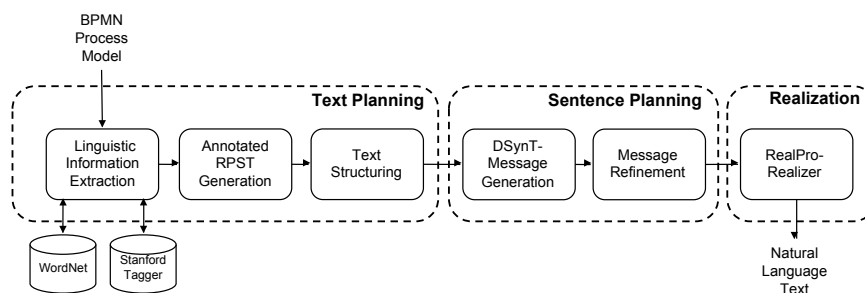 BPMN
Process
Model
Text Planning
Sentence Planning
Realization
Linguistic
Information
Extraction
Annotated
RPST
Generation
Text
Structuring
DSynT-
Message
Generation
Message
Refinement
RealPro-
Realizer
WordNet
Stanford
Tagger
Natural
Language
Text